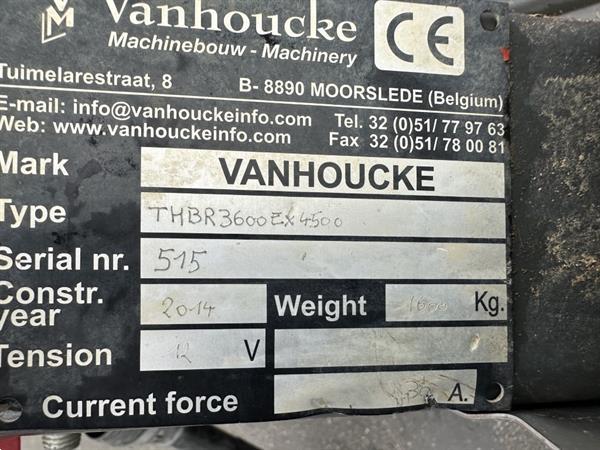 VM Vanhoucke
Machinebouw - Machinery
CE
Tuimelarestraat, 8 B- 8890 MOORSLEDE (Belgium)
E-mail: info@vanhouckeinfo.com Tel. 32 (0)51/ 77 97 63
Web: www.vanhouckeinfo.com Fax 32 (0)51/ 78 00 81
Mark VANHOUCKE
Type THBR3600EX4500
Serial nr. 515
Constr. year 2014 Weight 1600 Kg.
Tension 12 V
Current force A.